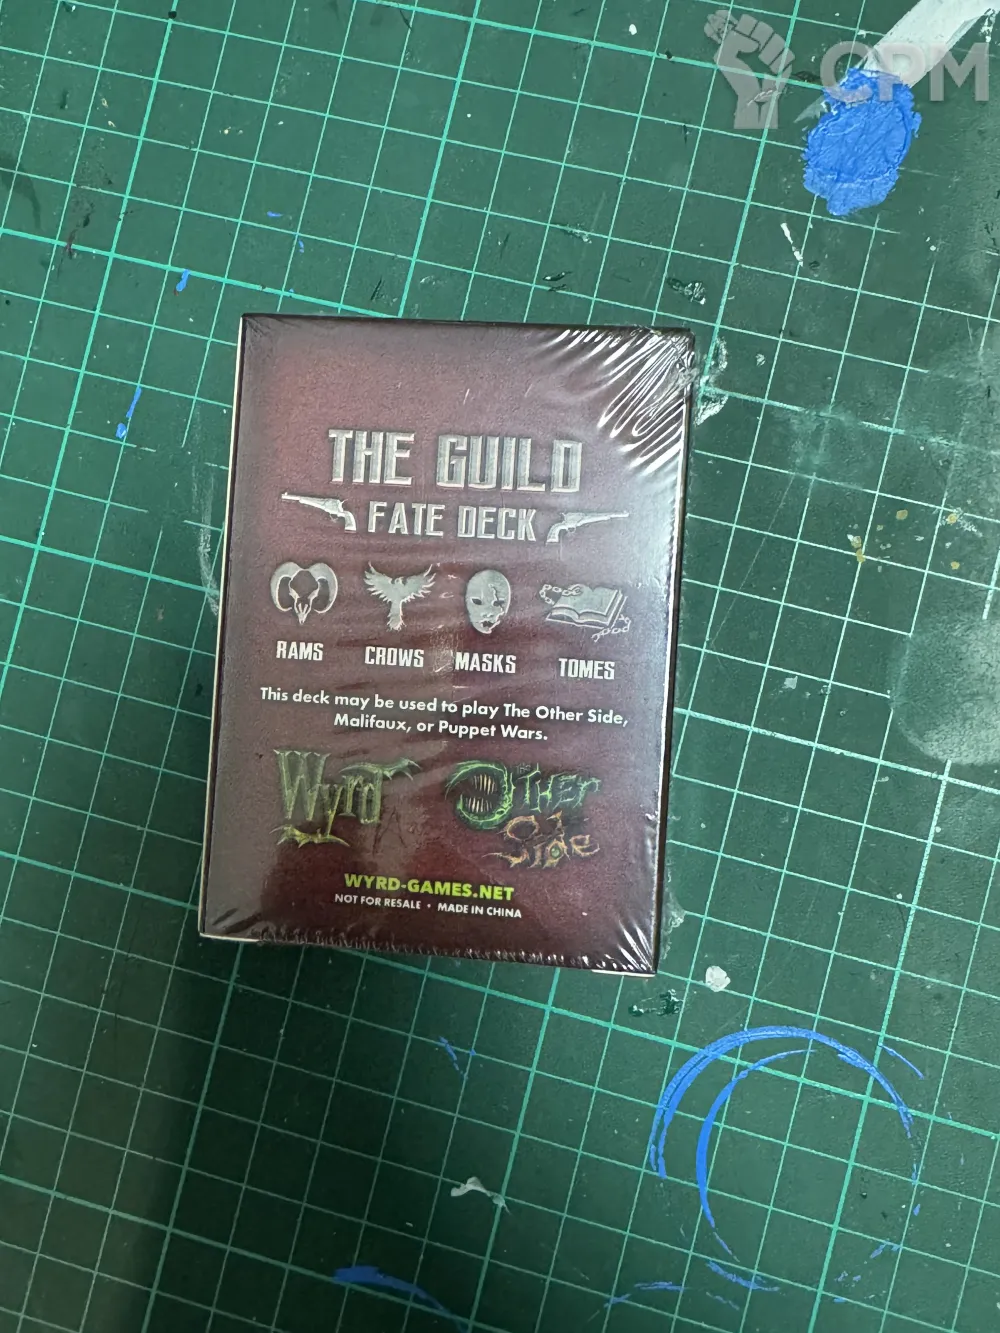 CPM
THE GUILD
FATE DECK
RAMS CROWS MASKS TOMES
This deck may be used to play The Other Side,
Malifaux, or Puppet Wars.
Wyrd
THE
OTHER
SIDE
WYRD-GAMES.NET
NOT FOR RESALE • MADE IN CHINA